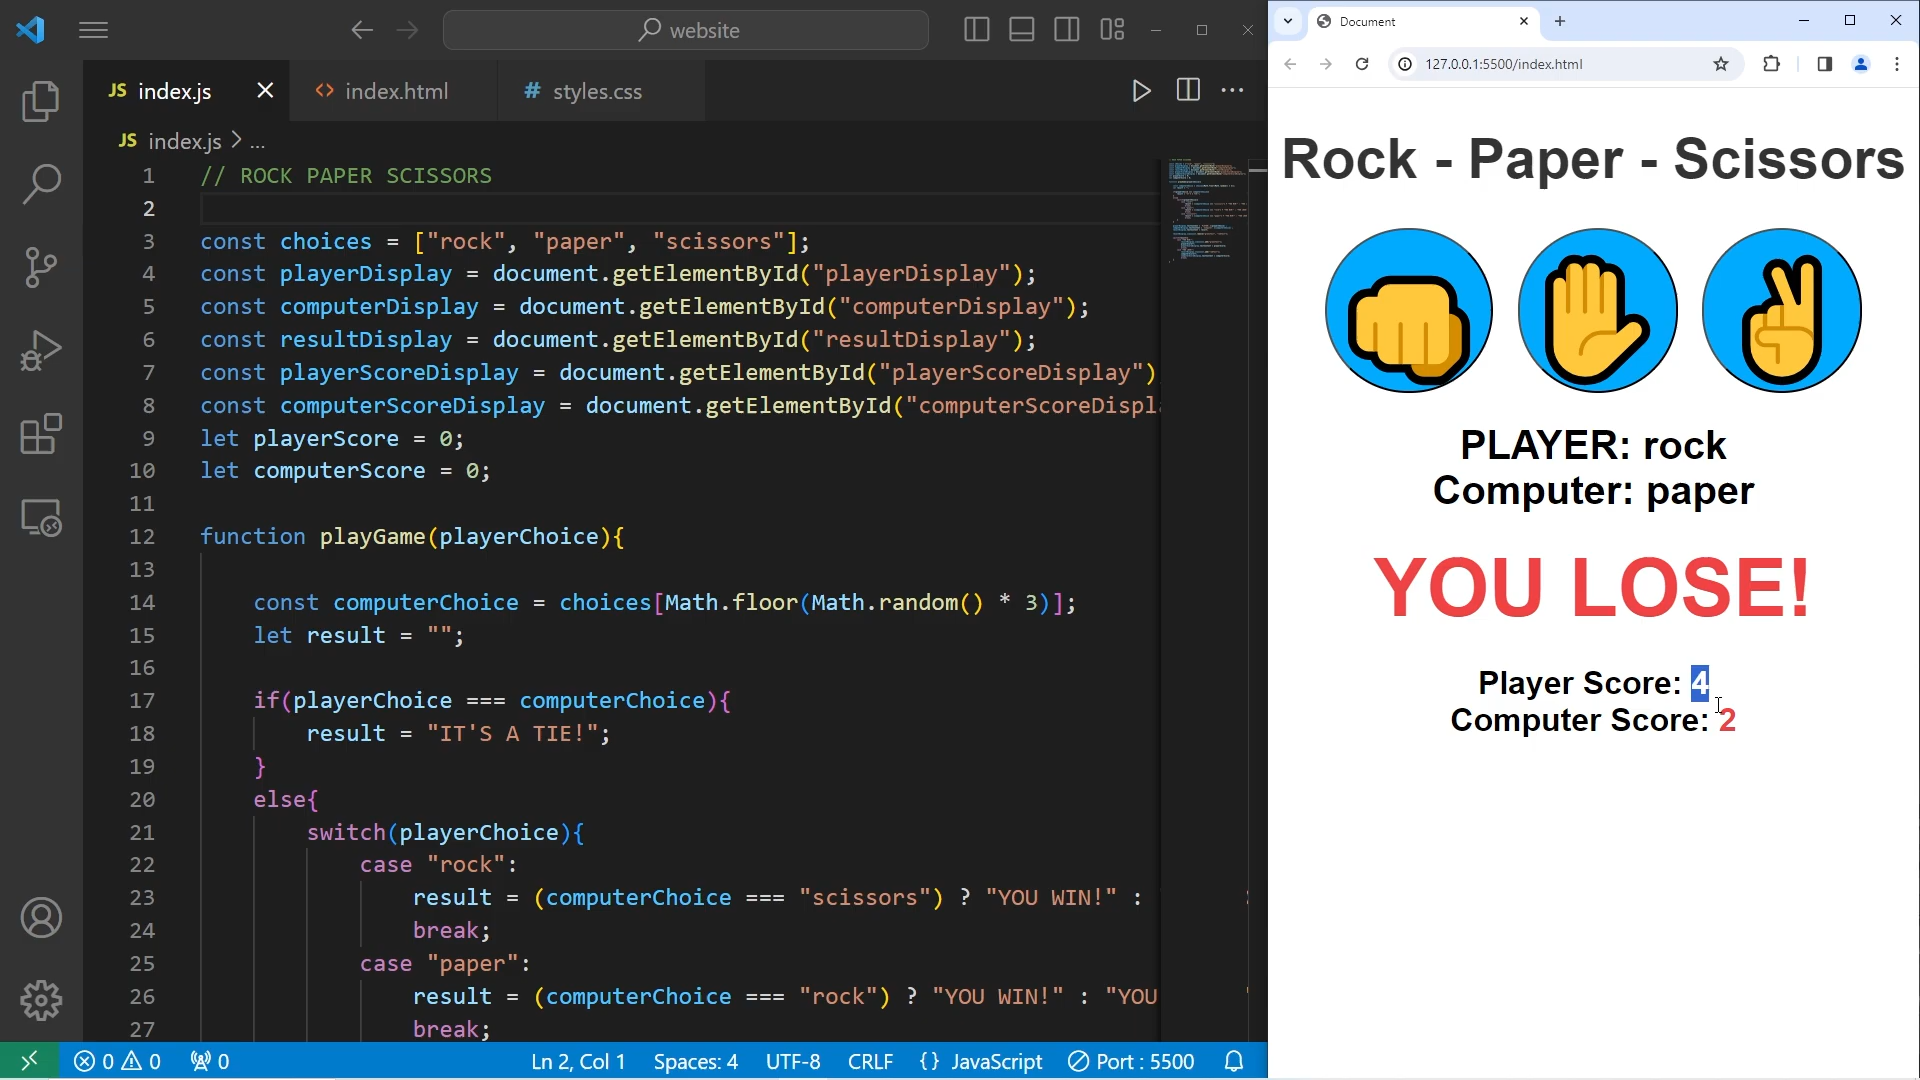 website
JS index.js
<> index.html
# styles.css
JS index.js > ...
1 // ROCK PAPER SCISSORS
2
3 const choices = ["rock", "paper", "scissors"];
4 const playerDisplay = document.getElementById("playerDisplay");
5 const computerDisplay = document.getElementById("computerDisplay");
6 const resultDisplay = document.getElementById("resultDisplay");
7 const playerScoreDisplay = document.getElementById("playerScoreDisplay")
8 const computerScoreDisplay = document.getElementById("computerScoreDispl
9 let playerScore = 0;
10 let computerScore = 0;
11
12 function playGame(playerChoice){
13
14 const computerChoice = choices[Math.floor(Math.random() * 3)];
15 let result = "";
16
17 if(playerChoice === computerChoice){
18 result = "IT'S A TIE!";
19 }
20 else{
21 switch(playerChoice){
22 case "rock":
23 result = (computerChoice === "scissors") ? "YOU WIN!" :
24 break;
25 case "paper":
26 result = (computerChoice === "rock") ? "YOU WIN!" : "YOU
27 break;
0 0 0 Ln 2, Col 1 Spaces: 4 UTF-8 CRLF {} JavaScript Port : 5500
Document
127.0.0.1:5500/index.html
Rock - Paper - Scissors
PLAYER: rock
Computer: paper
YOU LOSE!
Player Score: 4
Computer Score: 2